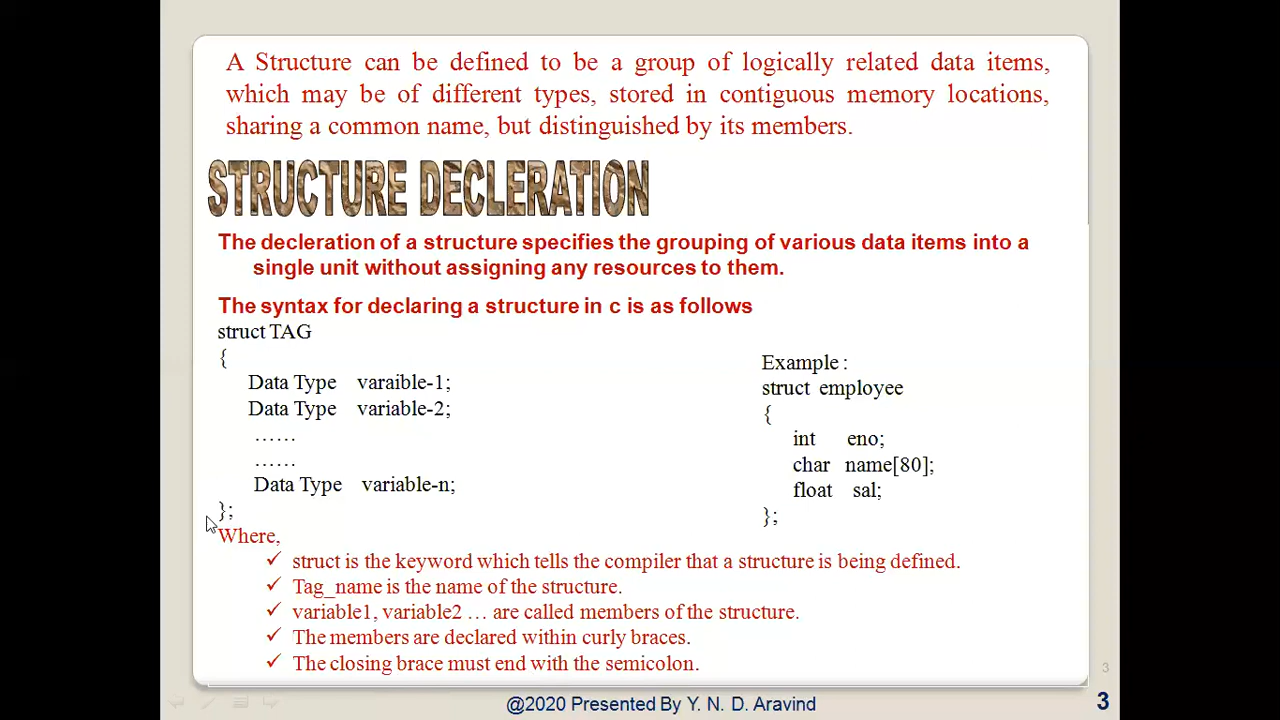 A Structure can be defined to be a group of logically related data items,
which may be of different types, stored in contiguous memory locations,
sharing a common name, but distinguished by its members.
STRUCTURE DECLERATION
The decleration of a structure specifies the grouping of various data items into a
single unit without assigning any resources to them.
The syntax for declaring a structure in c is as follows
struct TAG
{
Data Type varaible-1;
Data Type variable-2;
……
……
Data Type variable-n;
};
Example :
struct employee
{
int eno;
char name[80];
float sal;
};
Where,
✓ struct is the keyword which tells the compiler that a structure is being defined.
✓ Tag_name is the name of the structure.
✓ variable1, variable2 … are called members of the structure.
✓ The members are declared within curly braces.
✓ The closing brace must end with the semicolon.
3
@2020 Presented By Y. N. D. Aravind
3